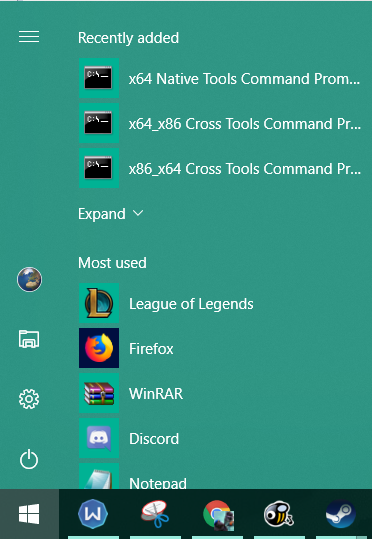 Recently added
x64 Native Tools Command Prom...
x64_x86 Cross Tools Command Pr...
x86_x64 Cross Tools Command Pr...
Expand
Most used
League of Legends
Firefox
WinRAR
Discord
Notepad